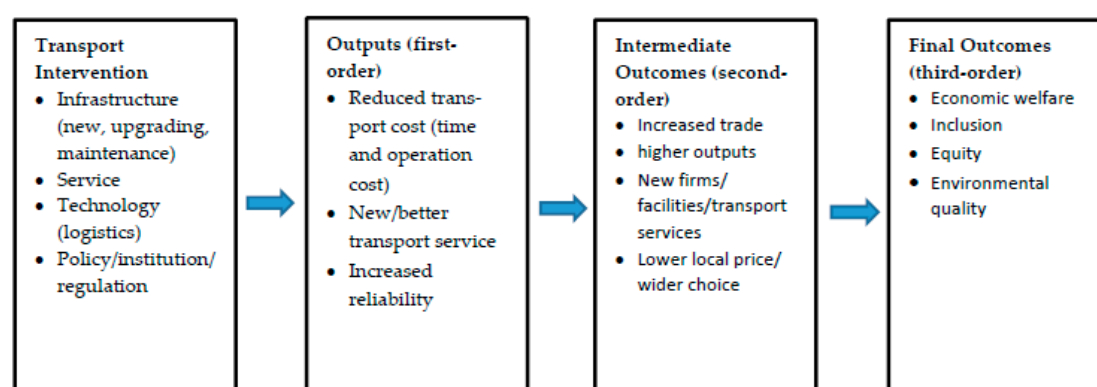 Transport
Intervention
• Infrastructure
(new, upgrading,
maintenance)
• Service
• Technology
(logistics)
• Policy/institution/
regulation
Outputs (first-
order)
• Reduced trans-
port cost (time
and operation
cost)
• New/better
transport service
• Increased
reliability
Intermediate
Outcomes (second-
order)
• Increased trade
• higher outputs
• New firms/
facilities/transport
services
• Lower local price/
wider choice
Final Outcomes
(third-order)
• Economic welfare
• Inclusion
• Equity
• Environmental
quality